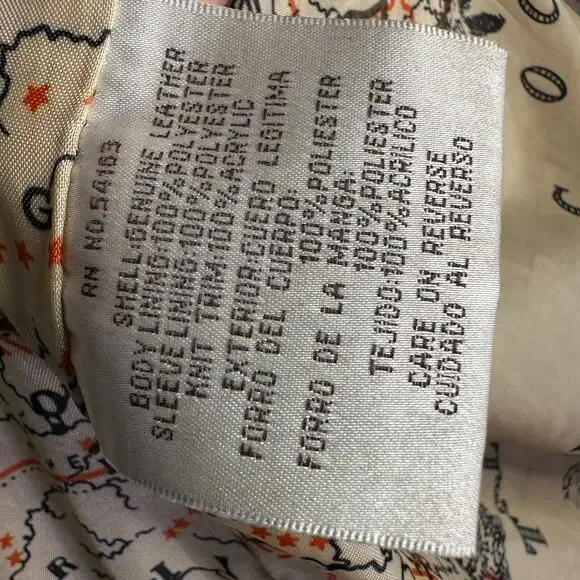 RN NO.54163
SHELL:GENUINE LEATHER
BODY LINING:100%POLYESTER
SLEEVE LINING:100%POLYESTER
KNIT TRIM:100%ACRYLIC
EXTERIOR:CUERO LEGITIMA
FORRO DEL CUERPO:
100%POLIESTER
FORRO DE LA MANGA:
100%POLIESTER
TEJIDO:100%ACRILICO
CARE ON REVERSE
CUIDADO AL REVERSO